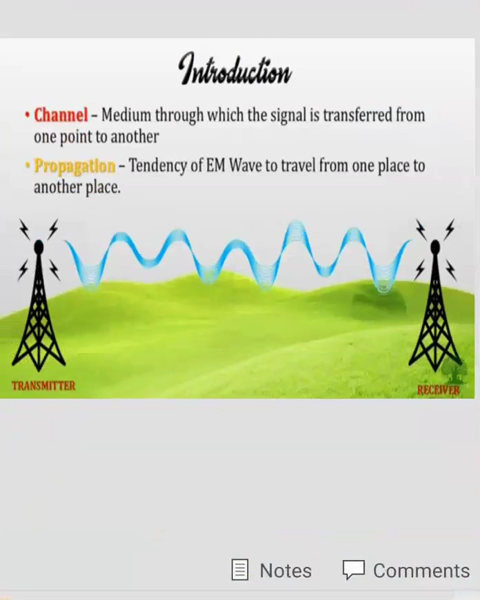 Introduction
• Channel – Medium through which the signal is transferred from
one point to another
• Propagation – Tendency of EM Wave to travel from one place to
another place.
TRANSMITTER
RECEIVER
Notes
Comments